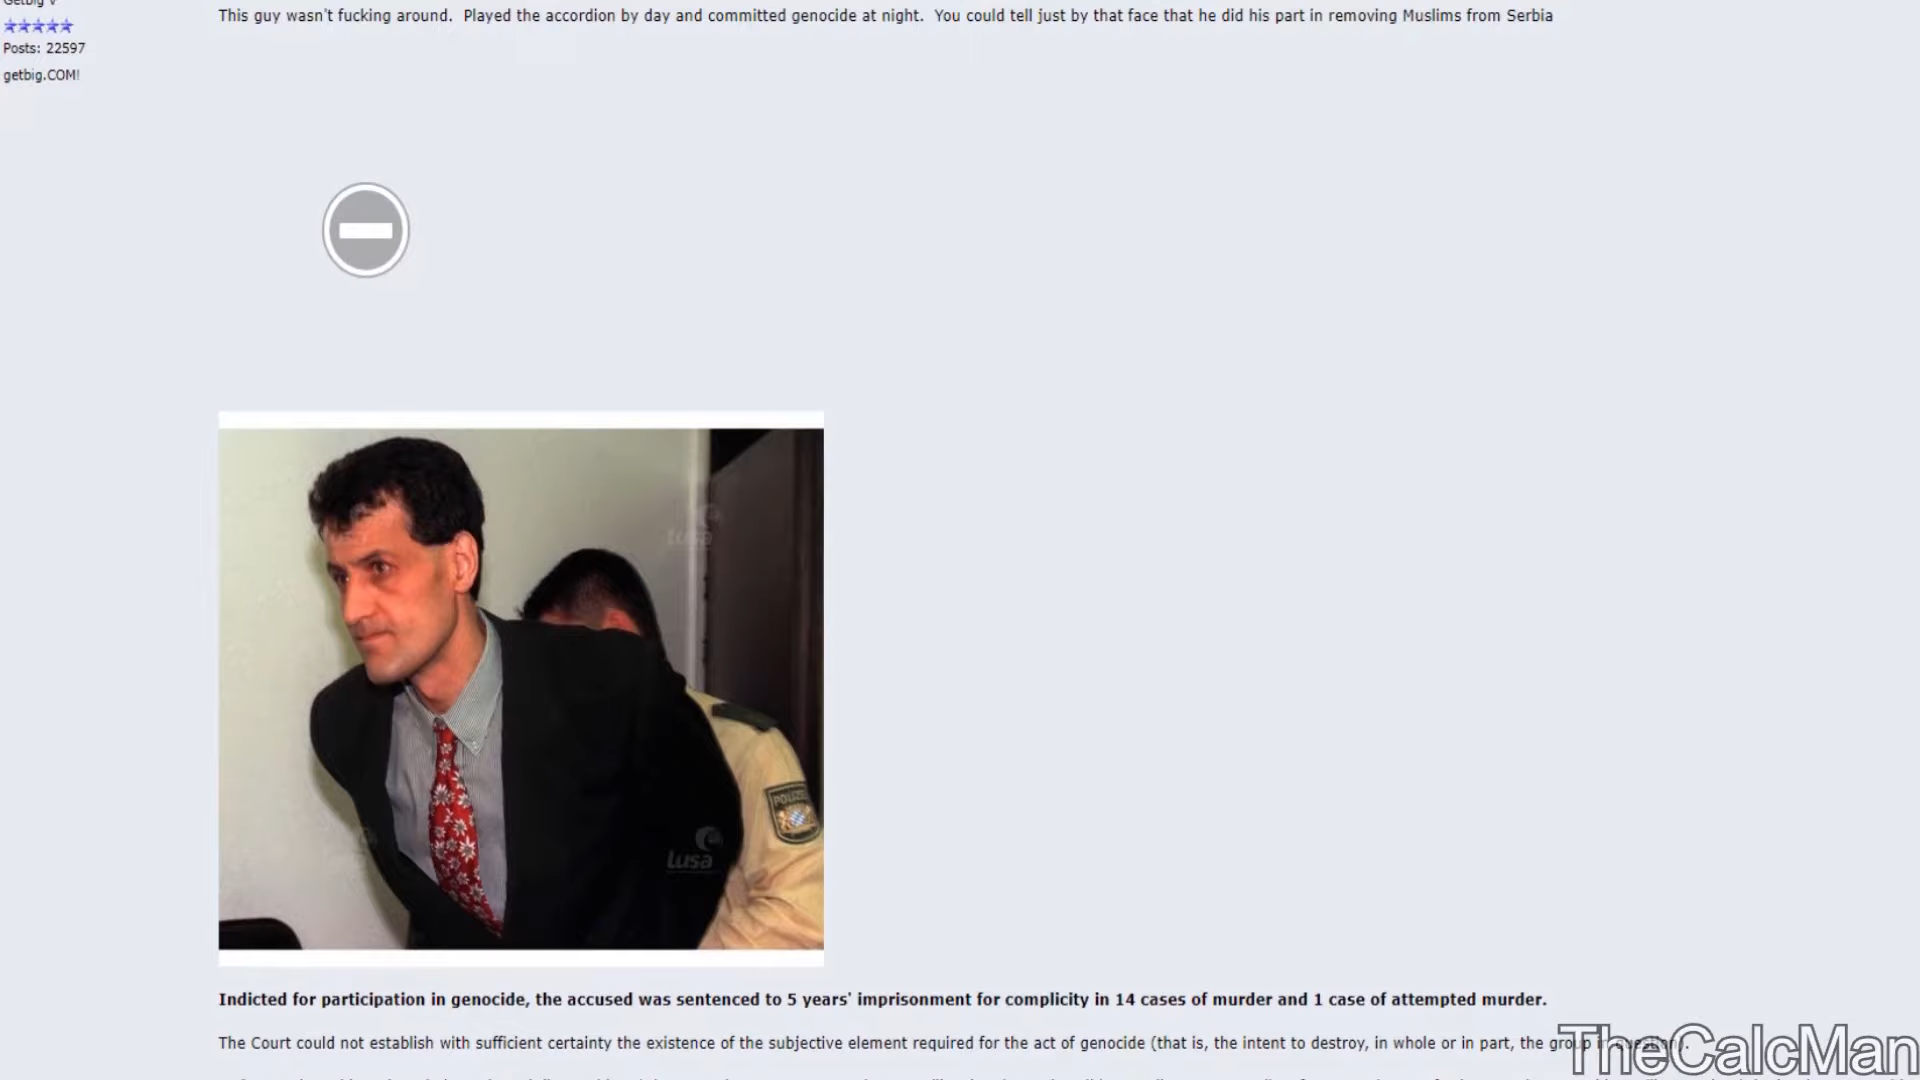 This guy wasn't fucking around.  Played the accordion by day and committed genocide at night.  You could tell just by that face that he did his part in removing Muslims from Serbia
Posts: 22597
getbig.COM!
Lusa
POLIZEI
Lusa
Indicted for participation in genocide, the accused was sentenced to 5 years' imprisonment for complicity in 14 cases of murder and 1 case of attempted murder.
The Court could not establish with sufficient certainty the existence of the subjective element required for the act of genocide (that is, the intent to destroy, in whole or in part, the group in question).
TheCalcMan